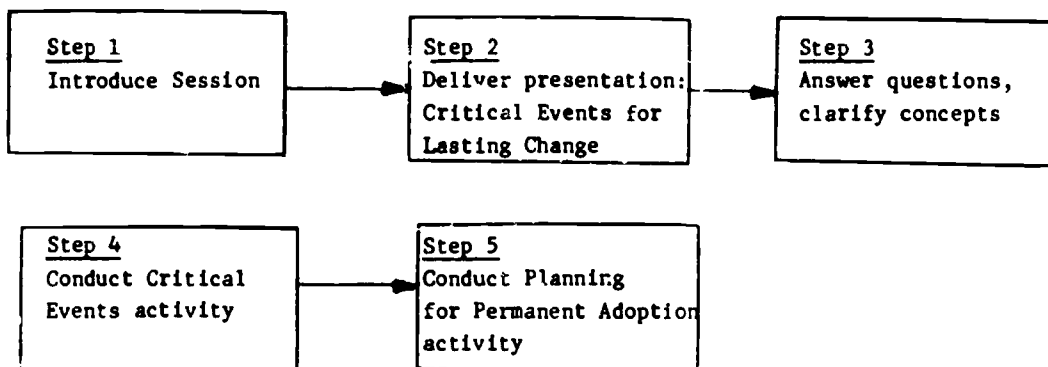 Step 1
Introduce Session
Step 2
Deliver presentation:
Critical Events for
Lasting Change
Step 3
Answer questions,
clarify concepts
Step 4
Conduct Critical
Events activity
Step 5
Conduct Planning
for Permanent Adoption
activity